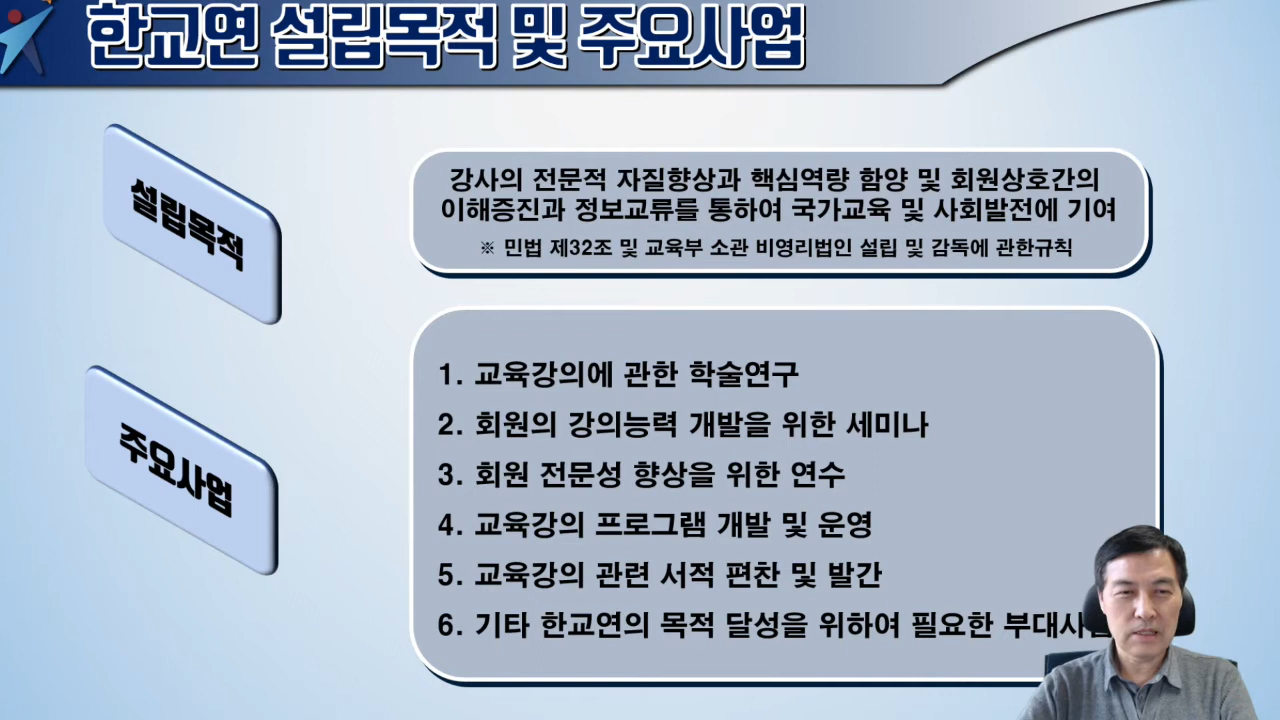 한교연 설립목적 및 주요사업
설립목적
강사의 전문적 자질향상과 핵심역량 함양 및 회원상호간의
이해증진과 정보교류를 통하여 국가교육 및 사회발전에 기여
※ 민법 제32조 및 교육부 소관 비영리법인 설립 및 감독에 관한규칙
주요사업
1. 교육강의에 관한 학술연구
2. 회원의 강의능력 개발을 위한 세미나
3. 회원 전문성 향상을 위한 연수
4. 교육강의 프로그램 개발 및 운영
5. 교육강의 관련 서적 편찬 및 발간
6. 기타 한교연의 목적 달성을 위하여 필요한